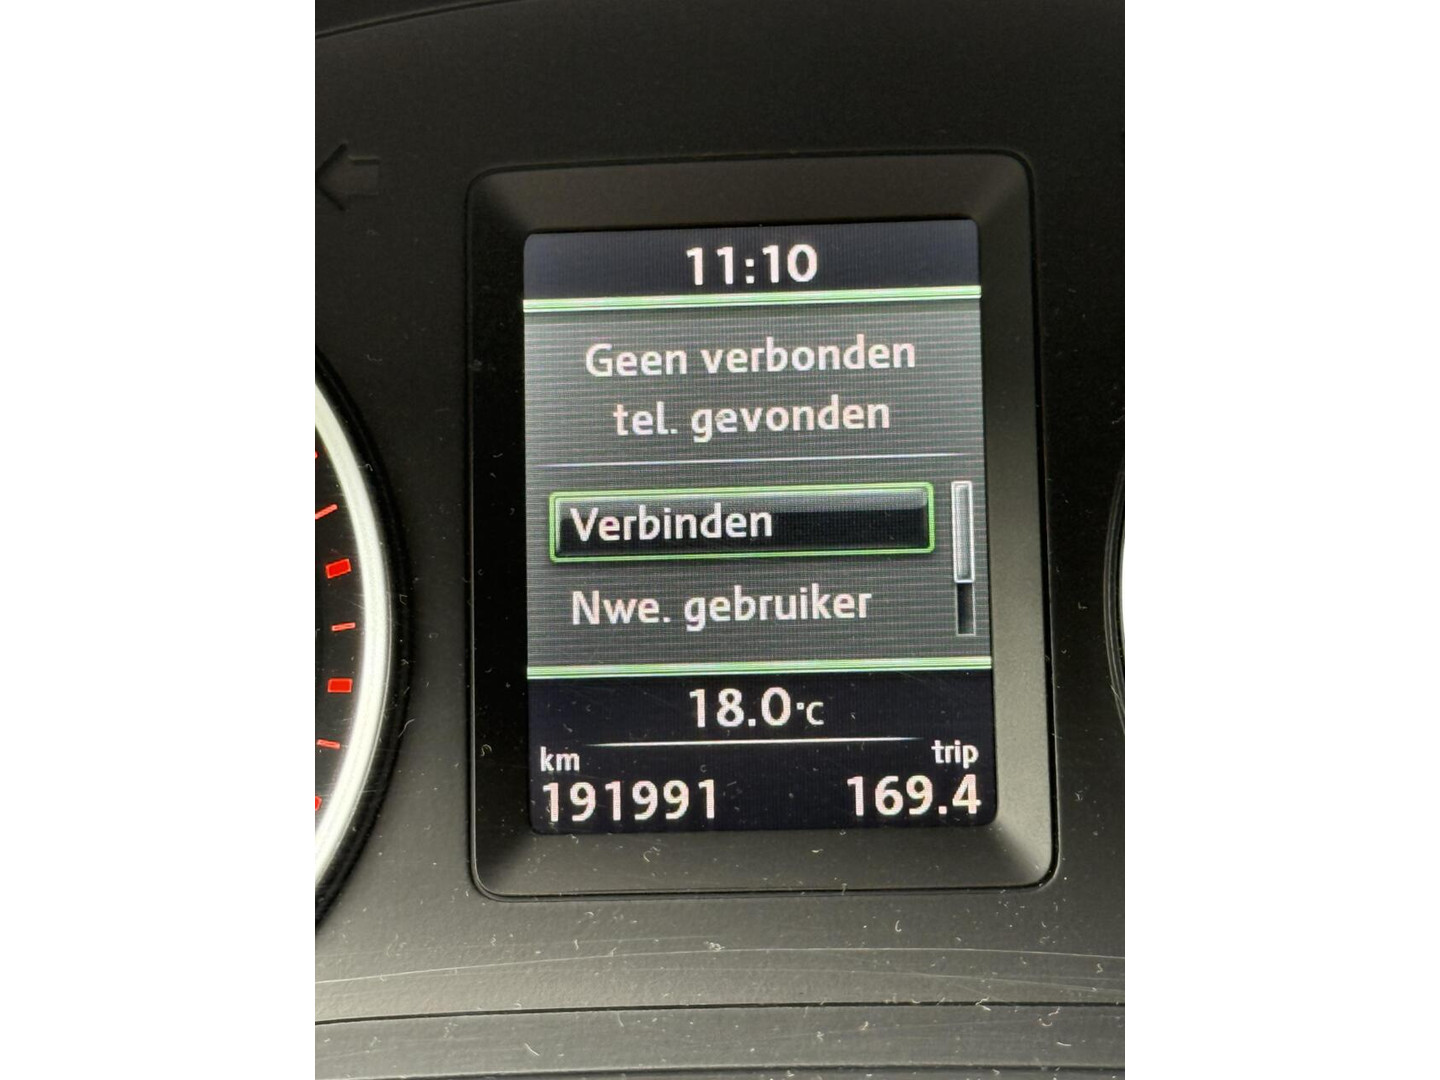 11:10
Geen verbonden
tel. gevonden
Verbinden
Nwe. gebruiker
18.0°C
km trip
191991 169.4